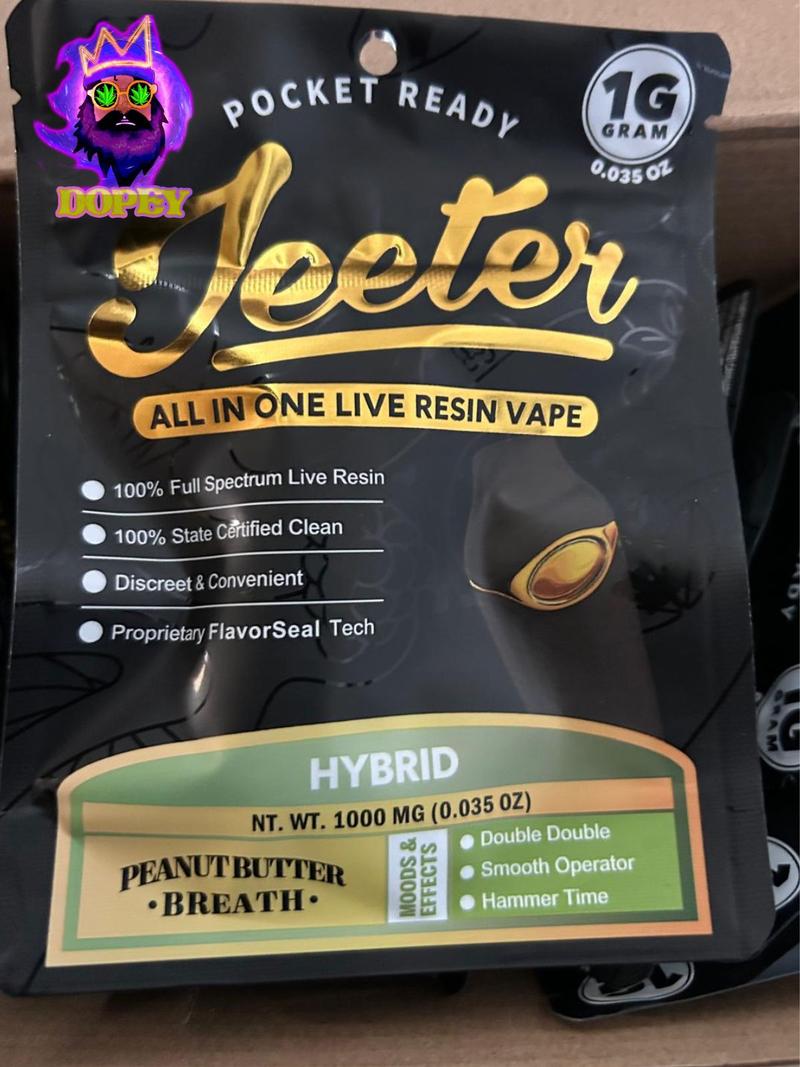 POCKET READY
1G
GRAM
0.035 OZ
DOPEY
Jeeter
ALL IN ONE LIVE RESIN VAPE
100% Full Spectrum Live Resin
100% State Certified Clean
Discreet & Convenient
Proprietary FlavorSeal Tech
HYBRID
NT. WT. 1000 MG (0.035 OZ)
PEANUT BUTTER
·BREATH·
MOODS &
EFFECTS
Double Double
Smooth Operator
Hammer Time
1G
GRAM